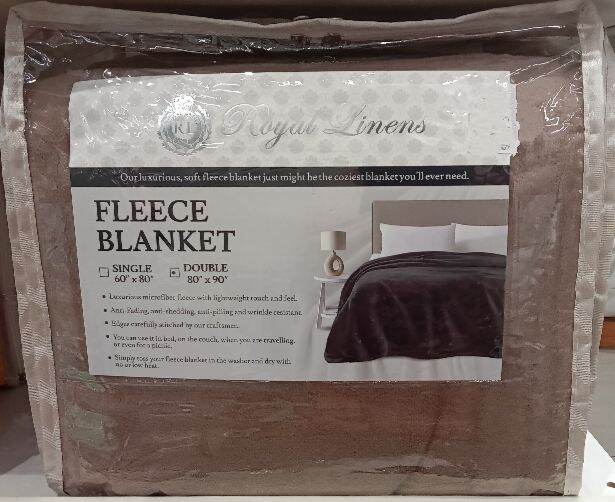 RL Royal Linens
Our luxurious, soft fleece blanket just might be the coziest blanket you'll ever need.
FLEECE
BLANKET
SINGLE DOUBLE
60" x 80" 80" x 90"
• Luxurious microfiber fleece with lightweight touch and feel.
• Anti-Fading, anti-shedding, anti-pilling and wrinkle resistant.
• Edges carefully stitched by our craftsmen.
• You can use it in bed, on the couch, when you are travelling,
or even for a picnic.
• Simply toss your fleece blanket in the washer and dry with
no or low heat.